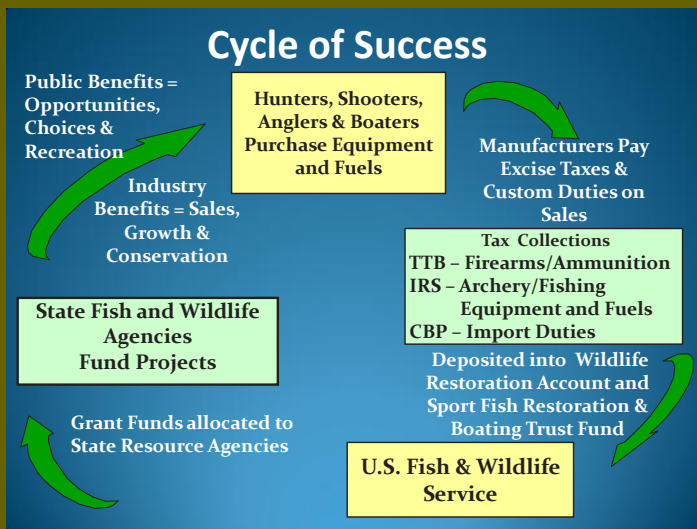 Cycle of Success
Public Benefits =
Opportunities,
Choices &
Recreation
Hunters, Shooters,
Anglers & Boaters
Purchase Equipment
and Fuels
Manufacturers Pay
Excise Taxes &
Custom Duties on
Sales
Industry
Benefits = Sales,
Growth &
Conservation
Tax Collections
TTB – Firearms/Ammunition
IRS – Archery/Fishing
Equipment and Fuels
CBP – Import Duties
State Fish and Wildlife
Agencies
Fund Projects
Deposited into Wildlife
Restoration Account and
Sport Fish Restoration &
Boating Trust Fund
Grant Funds allocated to
State Resource Agencies
U.S. Fish & Wildlife
Service